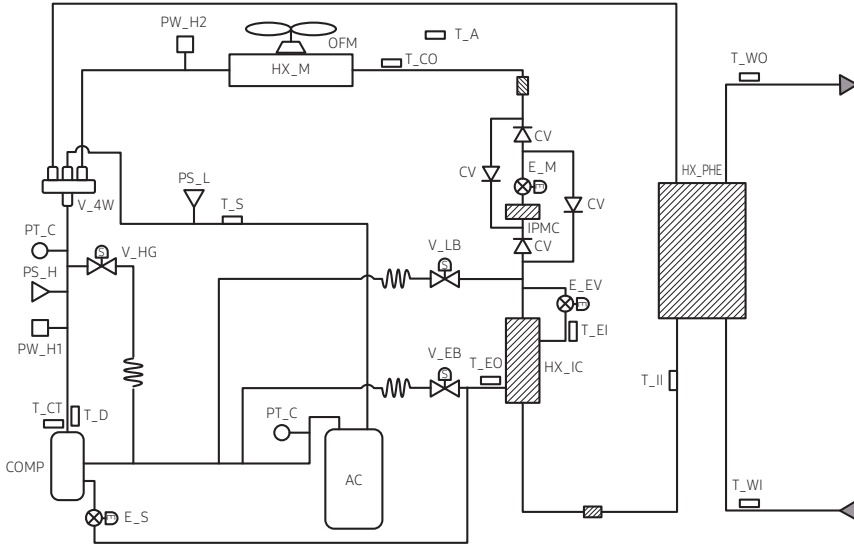 PW_H2
OFM
T_A
T_CO
HX_M
T_WO
CV
CV
E_M
E
HX_PHE
PS_L
T_S
CV
V_4W
IPMC
PT_C
S
V_HG
V_LB
S
CV
PS_H
E_EV
E
T_EI
PW_H1
V_EB
S
T_EO
HX_IC
T_II
T_CT
T_D
PT_C
COMP
AC
T_WI
E
E_S